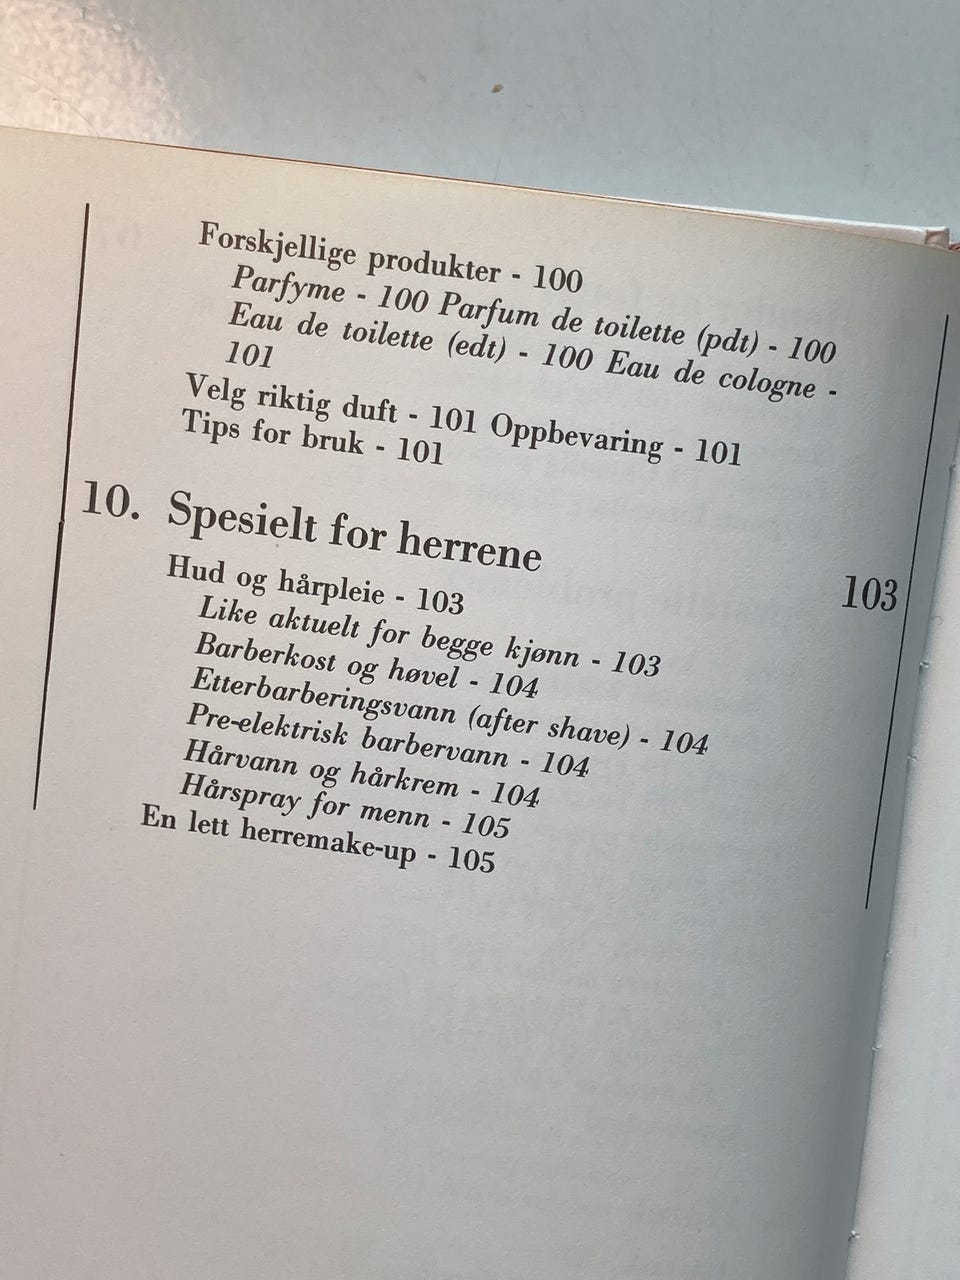 Forskjellige produkter - 100
Parfyme - 100 Parfum de toilette (pdt) - 100
Eau de toilette (edt) - 100 Eau de cologne -
101
Velg riktig duft - 101 Oppbevaring - 101
Tips for bruk - 101
10. Spesielt for herrene 103
Hud og hårpleie - 103
Like aktuelt for begge kjønn - 103
Barberkost og høvel - 104
Etterbarberingsvann (after shave) - 104
Pre-elektrisk barbervann - 104
Hårvann og hårkrem - 104
Hårspray for menn - 105
En lett herremake-up - 105